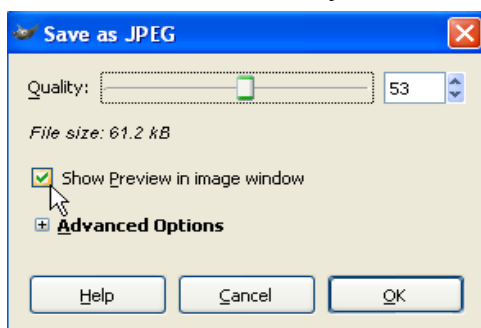 Save as JPEG
Quality: 53
File size: 61.2 kB
Show Preview in image window
Advanced Options
Help Cancel OK